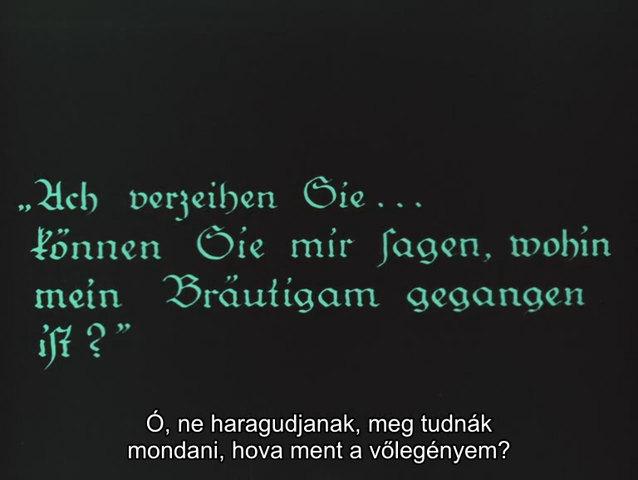 „Ach verzeihen Sie...
können Sie mir sagen, wohin
mein Bräutigam gegangen
ist?”
Ó, ne haragudjanak, meg tudnák
mondani, hova ment a vőlegényem?